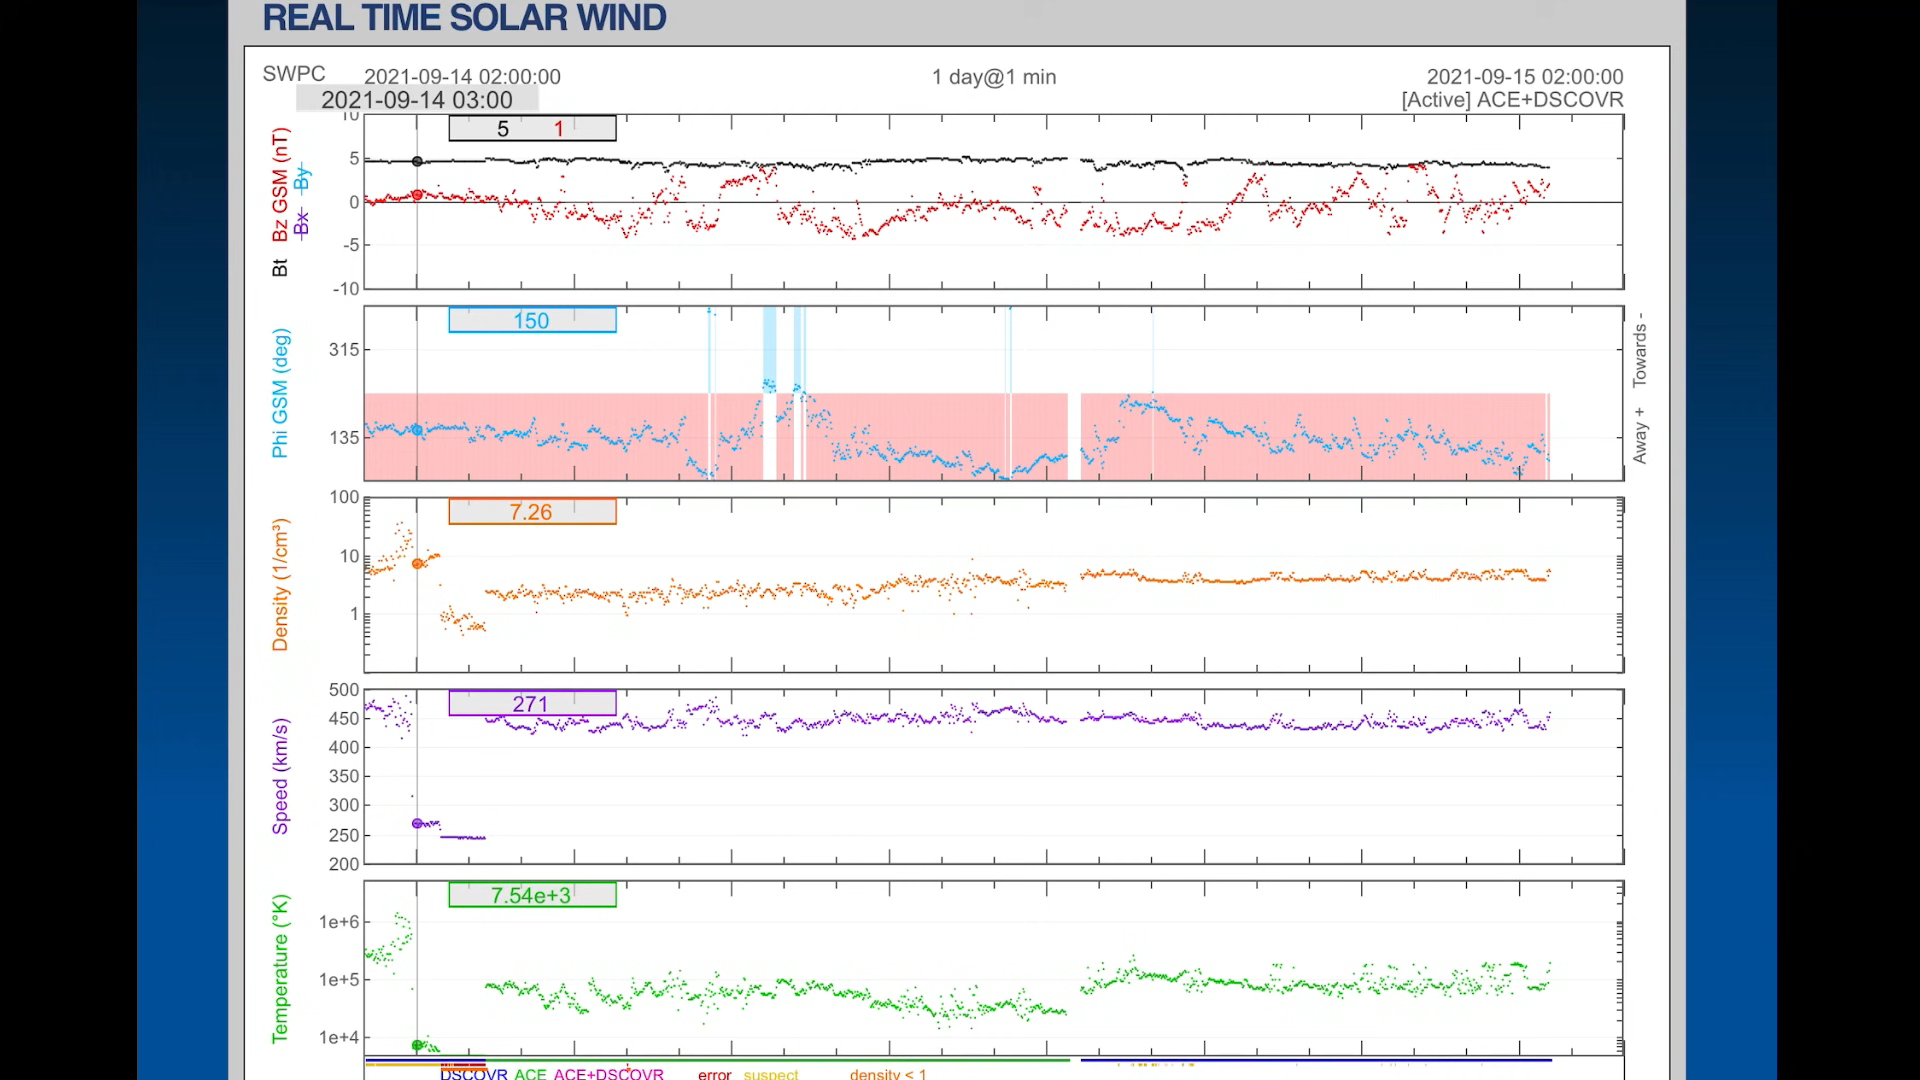 REAL TIME SOLAR WIND
SWPC 2021-09-14 02:00:00 1 day@1 min 2021-09-15 02:00:00
2021-09-14 03:00 [Active] ACE+DSCOVR
Bt Bz GSM (nT)
Bx By
10
5
0
-5
-10
5 1
Phi GSM (deg)
315
135
150
Away + Towards -
Density (1/cm³)
100
10
1
7.26
Speed (km/s)
500
450
400
350
300
250
200
271
Temperature (°K)
1e+6
1e+5
1e+4
7.54e+3
DSCOVR ACE ACE+DSCOVR error suspect density < 1